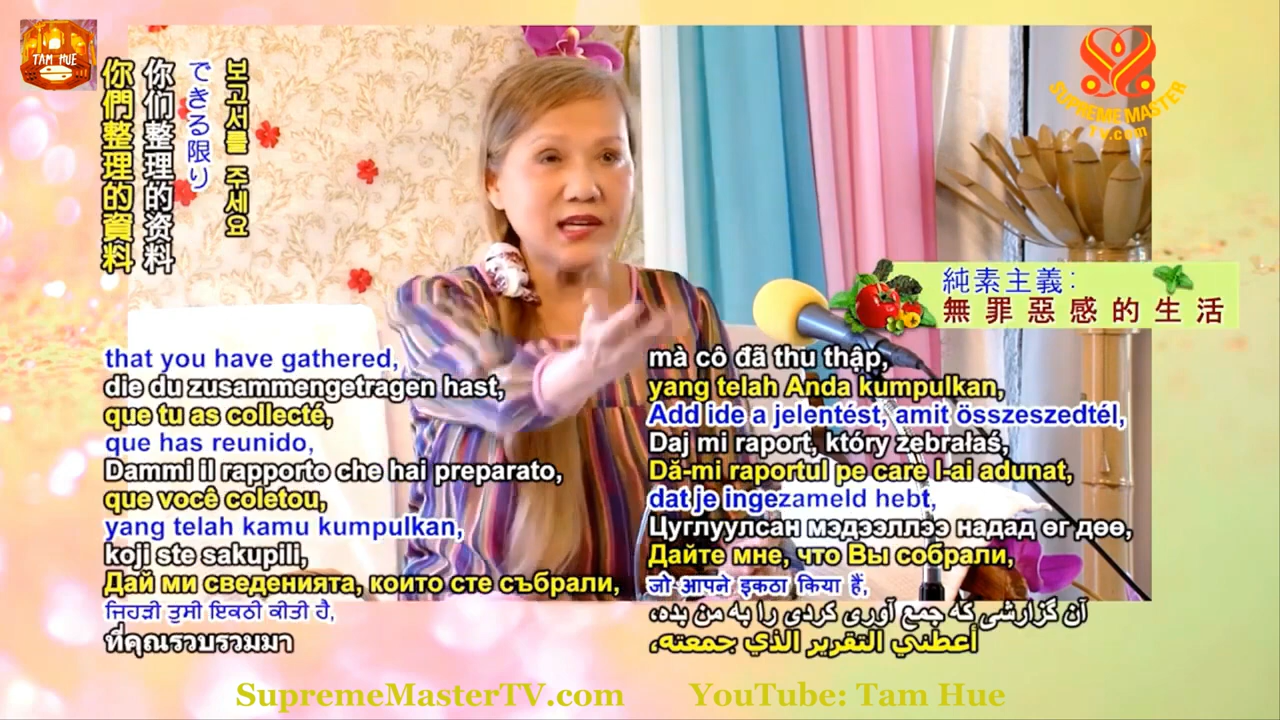 TAM HUE
你們整理的資料
你们整理的资料
できる限り
보고서를 주세요
SUPREME MASTER
TV.com
純素主義：
無罪惡感的生活
that you have gathered,
die du zusammengetragen hast,
que tu as collecté,
que has reunido,
Dammi il rapporto che hai preparato,
que você coletou,
yang telah kamu kumpulkan,
koji ste sakupili,
Дай ми сведенията, които сте събрали,
ਜਿਹੜੀ ਤੁਸੀ ਇਕਠੀ ਕੀਤੀ ਹੈ,
ที่คุณรวบรวมมา
mà cô đã thu thập,
yang telah Anda kumpulkan,
Add ide a jelentést, amit összeszedtél,
Daj mi raport, który zebrałaś,
Dă-mi raportul pe care l-ai adunat,
dat je ingezameld hebt,
Цуглуулсан мэдээллээ надад өг дөө,
Дайте мне, что Вы собрали,
जो आपने इकठा किया हैं,
آن گزارشی که جمع آوری کردی را به من بده،
أعطني التقرير الذي جمعته،
SupremeMasterTV.com
YouTube: Tam Hue